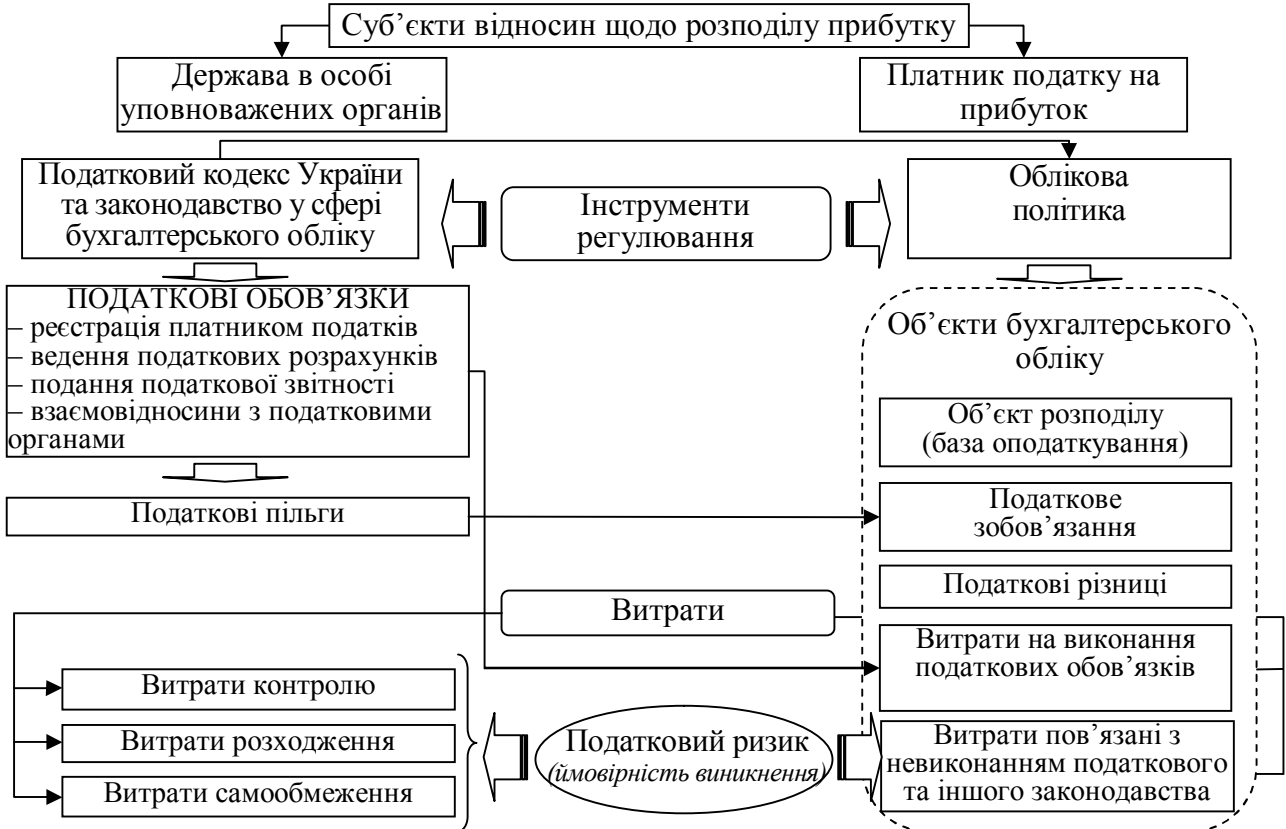 Суб’єкти відносин щодо розподілу прибутку
Держава в особі
уповноважених органів
Платник податку на
прибуток
Податковий кодекс України
та законодавство у сфері
бухгалтерського обліку
Інструменти
регулювання
Облікова
політика
ПОДАТКОВІ ОБОВ’ЯЗКИ
– реєстрація платником податків
– ведення податкових розрахунків
– подання податкової звітності
– взаємовідносини з податковими
органами
Об’єкти бухгалтерського
обліку
Об’єкт розподілу
(база оподаткування)
Податкові пільги
Податкове
зобов’язання
Податкові різниці
Витрати
Витрати на виконання
податкових обов’язків
Витрати контролю
Витрати розходження
Витрати самообмеження
Податковий ризик
(ймовірність виникнення)
Витрати пов’язані з
невиконанням податкового
та іншого законодавства